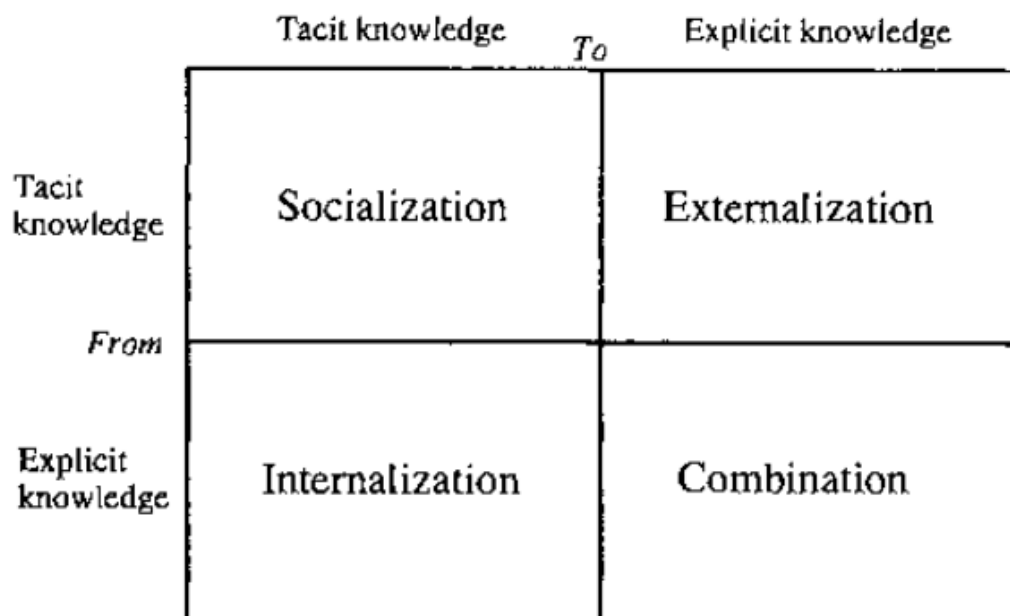 Tacit knowledge
To
Explicit knowledge
Tacit
knowledge
Socialization
Externalization
From
Explicit
knowledge
Internalization
Combination